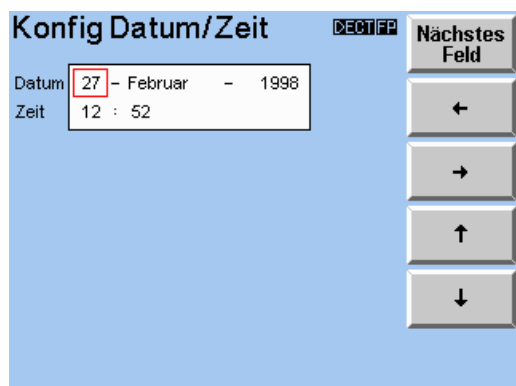 Konfig Datum/Zeit
DECT FP
Nächstes
Feld
Datum 27 - Februar - 1998
Zeit 12 : 52